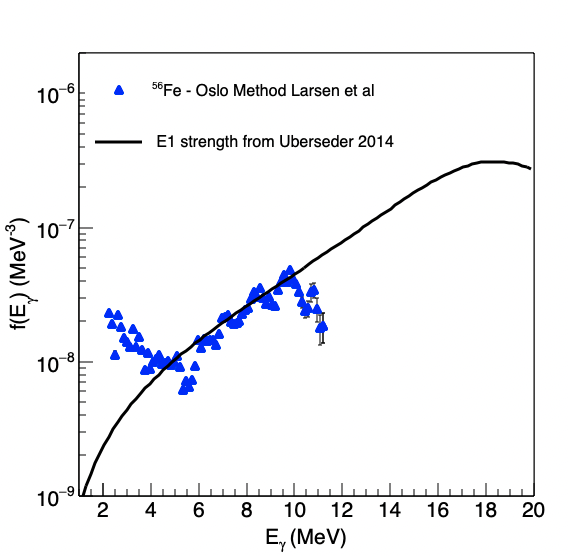 10⁻⁶
⁵⁶Fe - Oslo Method Larsen et al
E1 strength from Uberseder 2014
10⁻⁷
f(Eγ) (MeV⁻³)
10⁻⁸
10⁻⁹
2 4 6 8 10 12 14 16 18 20
Eγ (MeV)